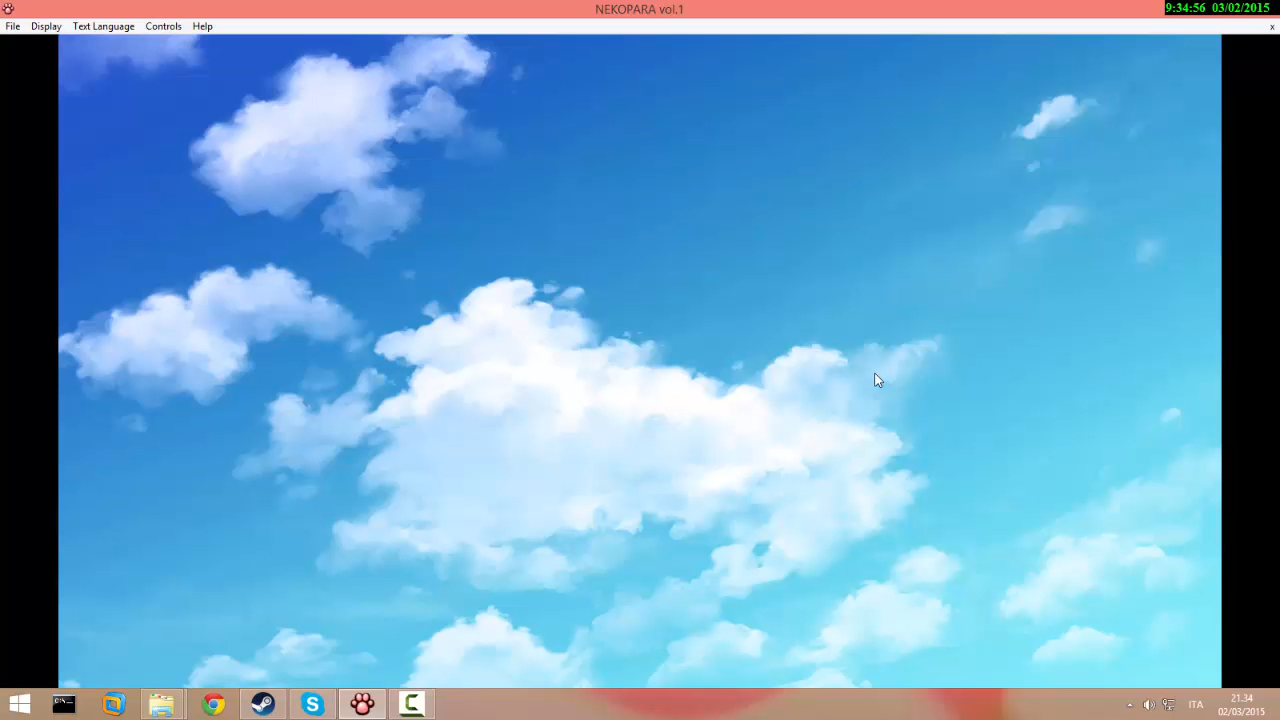 NEKOPARA vol.1
9:34:56 03/02/2015
File Display Text Language Controls Help x
ITA
21.34
02/03/2015